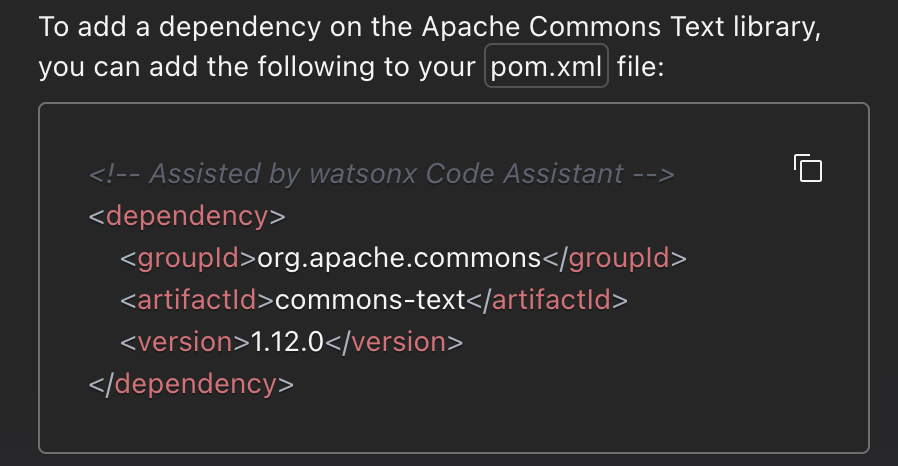 To add a dependency on the Apache Commons Text library,
you can add the following to your pom.xml file:
<!-- Assisted by watsonx Code Assistant -->
<dependency>
<groupId>org.apache.commons</groupId>
<artifactId>commons-text</artifactId>
<version>1.12.0</version>
</dependency>